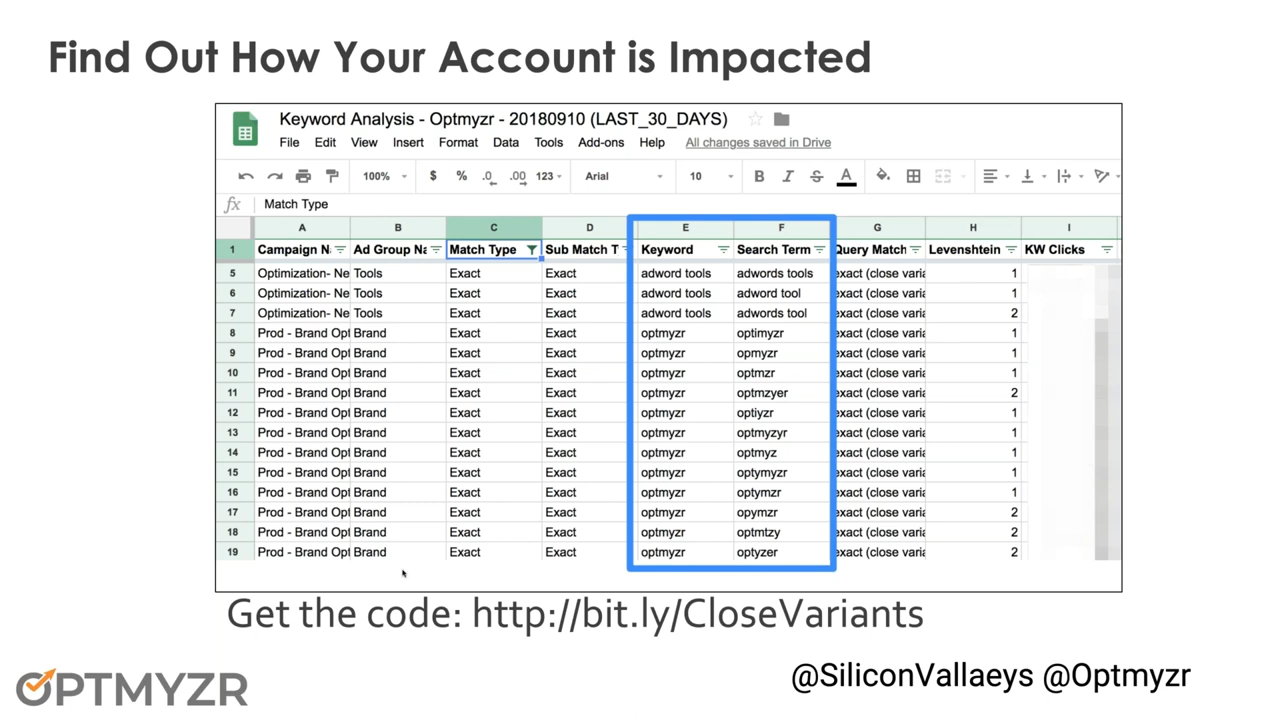 Find Out How Your Account is Impacted
Keyword Analysis - Optmyzr - 20180910 (LAST_30_DAYS)
File Edit View Insert Format Data Tools Add-ons Help All changes saved in Drive
100% $ % .0 .00 123 Arial 10 B I S A
fx Match Type
A B C D E F G H I
1 Campaign N Ad Group Na Match Type Sub Match T Keyword Search Term Query Match Levenshtein KW Clicks
5 Optimization- Ne Tools Exact Exact adword tools adwords tools exact (close varia 1
6 Optimization- Ne Tools Exact Exact adword tools adword tool exact (close varia 1
7 Optimization- Ne Tools Exact Exact adword tools adwords tool exact (close varia 2
8 Prod - Brand Opt Brand Exact Exact optmyzr optimyzr exact (close varia 1
9 Prod - Brand Opt Brand Exact Exact optmyzr opmyzr exact (close varia 1
10 Prod - Brand Opt Brand Exact Exact optmyzr optmzr exact (close varia 1
11 Prod - Brand Opt Brand Exact Exact optmyzr optmzyer exact (close varia 2
12 Prod - Brand Opt Brand Exact Exact optmyzr optiyzr exact (close varia 1
13 Prod - Brand Opt Brand Exact Exact optmyzr optmyzyr exact (close varia 1
14 Prod - Brand Opt Brand Exact Exact optmyzr optmyz exact (close varia 1
15 Prod - Brand Opt Brand Exact Exact optmyzr optymyzr exact (close varia 1
16 Prod - Brand Opt Brand Exact Exact optmyzr optymzr exact (close varia 1
17 Prod - Brand Opt Brand Exact Exact optmyzr opymzr exact (close varia 2
18 Prod - Brand Opt Brand Exact Exact optmyzr optmtzy exact (close varia 2
19 Prod - Brand Opt Brand Exact Exact optmyzr optyzer exact (close varia 2
Get the code: http://bit.ly/CloseVariants
OPTMYZR
@SiliconVallaeys @Optmyzr